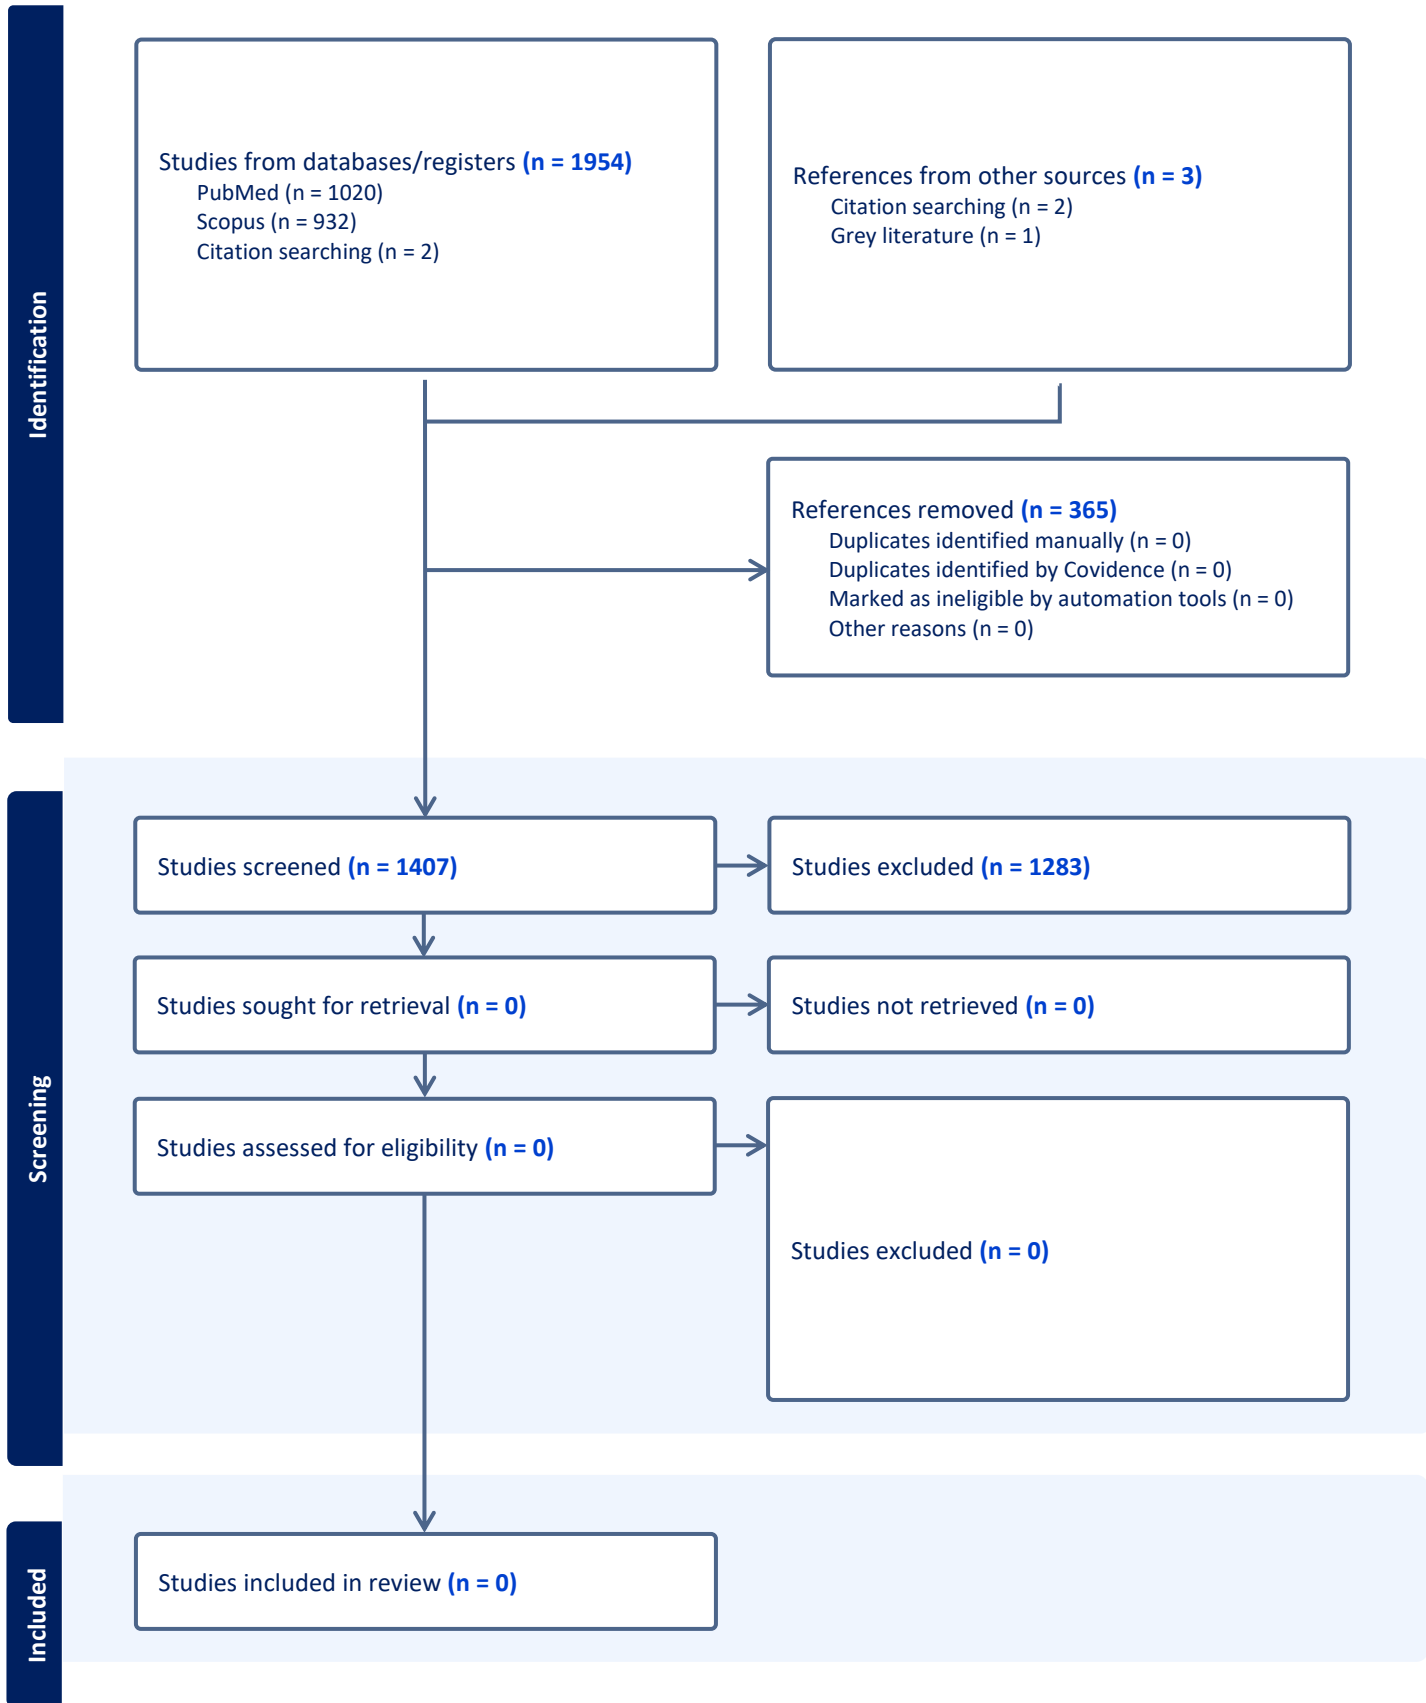 Identification
Studies from databases/registers (n = 1954)
PubMed (n = 1020)
Scopus (n = 932)
Citation searching (n = 2)
References from other sources (n = 3)
Citation searching (n = 2)
Grey literature (n = 1)
References removed (n = 365)
Duplicates identified manually (n = 0)
Duplicates identified by Covidence (n = 0)
Marked as ineligible by automation tools (n = 0)
Other reasons (n = 0)
Screening
Studies screened (n = 1407)
Studies excluded (n = 1283)
Studies sought for retrieval (n = 0)
Studies not retrieved (n = 0)
Studies assessed for eligibility (n = 0)
Studies excluded (n = 0)
Included
Studies included in review (n = 0)